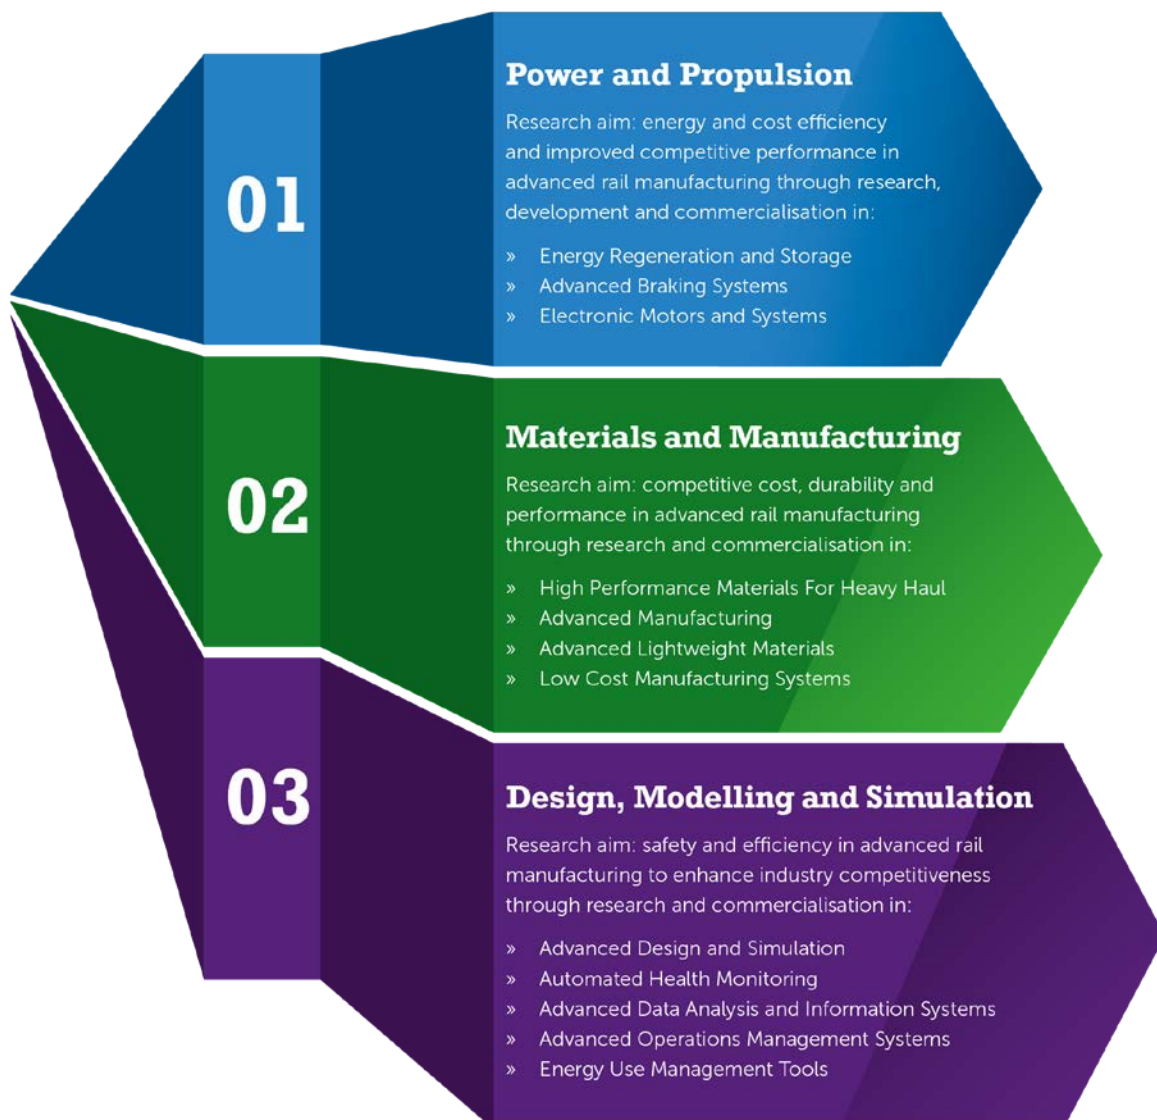 01
Power and Propulsion
Research aim: energy and cost efficiency
and improved competitive performance in
advanced rail manufacturing through research,
development and commercialisation in:
» Energy Regeneration and Storage
» Advanced Braking Systems
» Electronic Motors and Systems
02
Materials and Manufacturing
Research aim: competitive cost, durability and
performance in advanced rail manufacturing
through research and commercialisation in:
» High Performance Materials For Heavy Haul
» Advanced Manufacturing
» Advanced Lightweight Materials
» Low Cost Manufacturing Systems
03
Design, Modelling and Simulation
Research aim: safety and efficiency in advanced rail
manufacturing to enhance industry competitiveness
through research and commercialisation in:
» Advanced Design and Simulation
» Automated Health Monitoring
» Advanced Data Analysis and Information Systems
» Advanced Operations Management Systems
» Energy Use Management Tools